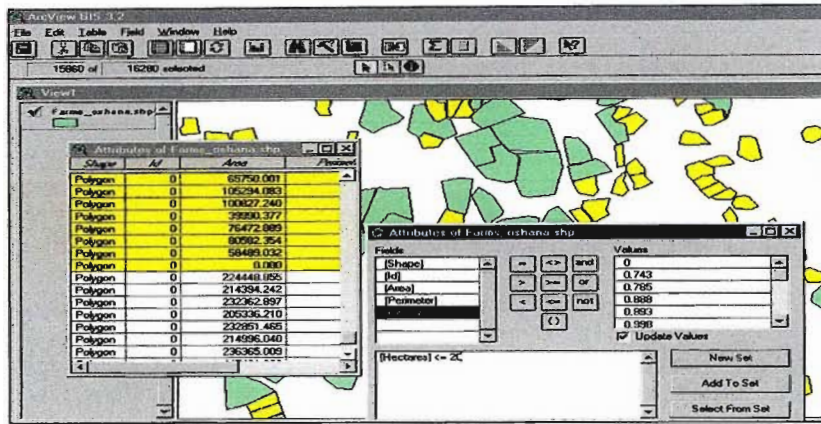 ArcView GIS 3.2
File Edit Table Field Window Help
15860 of 16280 selected
View1
Farms_oshana.shp
Attributes of Farms_oshana.shp
Shape Id Area
Polygon 0 65750.001
Polygon 0 105294.083
Polygon 0 100827.240
Polygon 0 39990.377
Polygon 0 76472.889
Polygon 0 80582.354
Polygon 0 58489.032
Polygon 0 0.000
Polygon 0 224448.855
Polygon 0 214394.242
Polygon 0 232362.897
Polygon 0 205336.210
Polygon 0 232851.465
Polygon 0 214996.040
Polygon 0 236365.009
Attributes of Farms_oshana.shp
Fields Values
[Shape]
[Id]
[Area]
[Perimeter]
= <> and
> >= or
< <= not
()
0
0.743
0.785
0.888
0.893
0.998
Update Values
[Hectares] <= 20
New Set
Add To Set
Select From Set